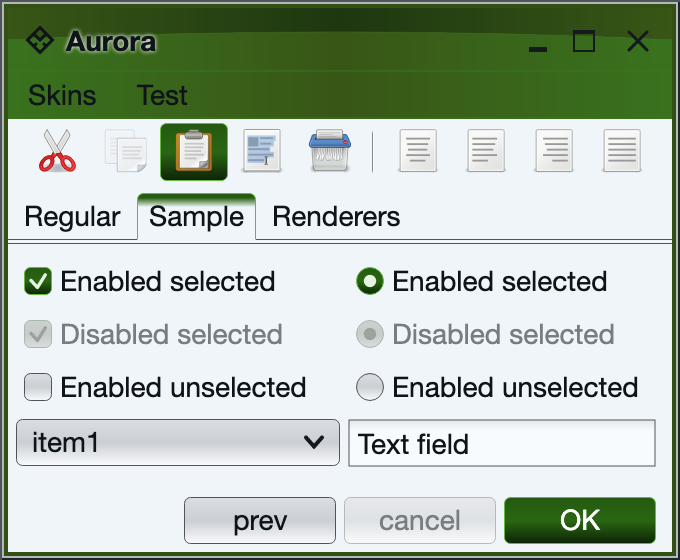 Aurora
Skins Test
Regular Sample Renderers
Enabled selected Enabled selected
Disabled selected Disabled selected
Enabled unselected Enabled unselected
item1 Text field
prev cancel OK